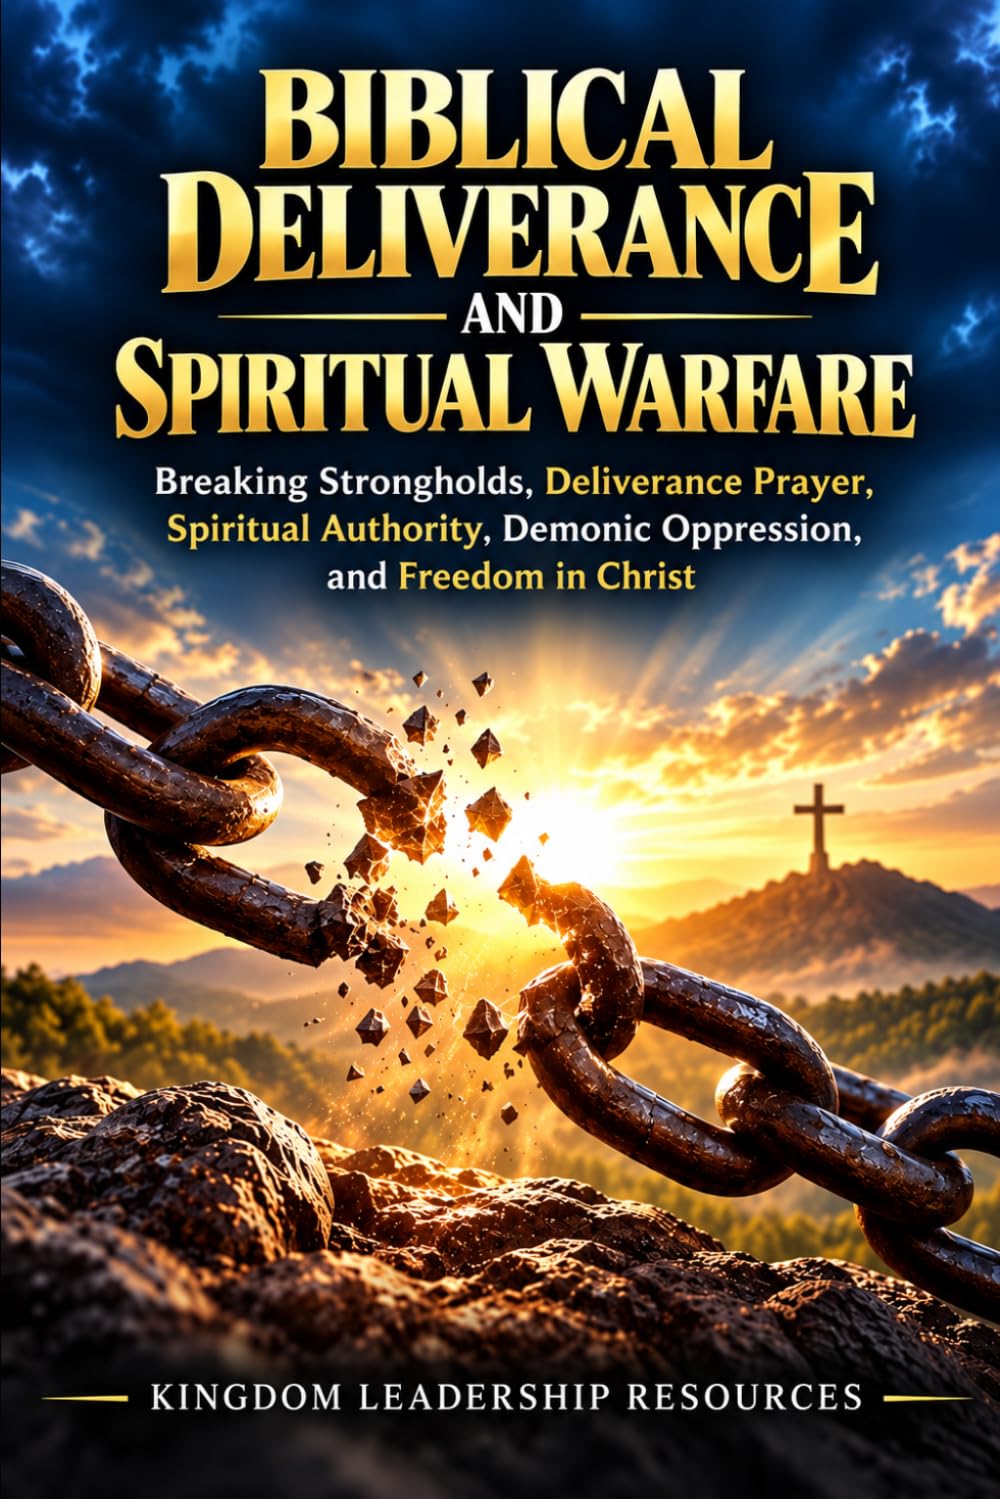 BIBLICAL
DELIVERANCE
AND
SPIRITUAL WARFARE
Breaking Strongholds, Deliverance Prayer,
Spiritual Authority, Demonic Oppression,
and Freedom in Christ
KINGDOM LEADERSHIP RESOURCES